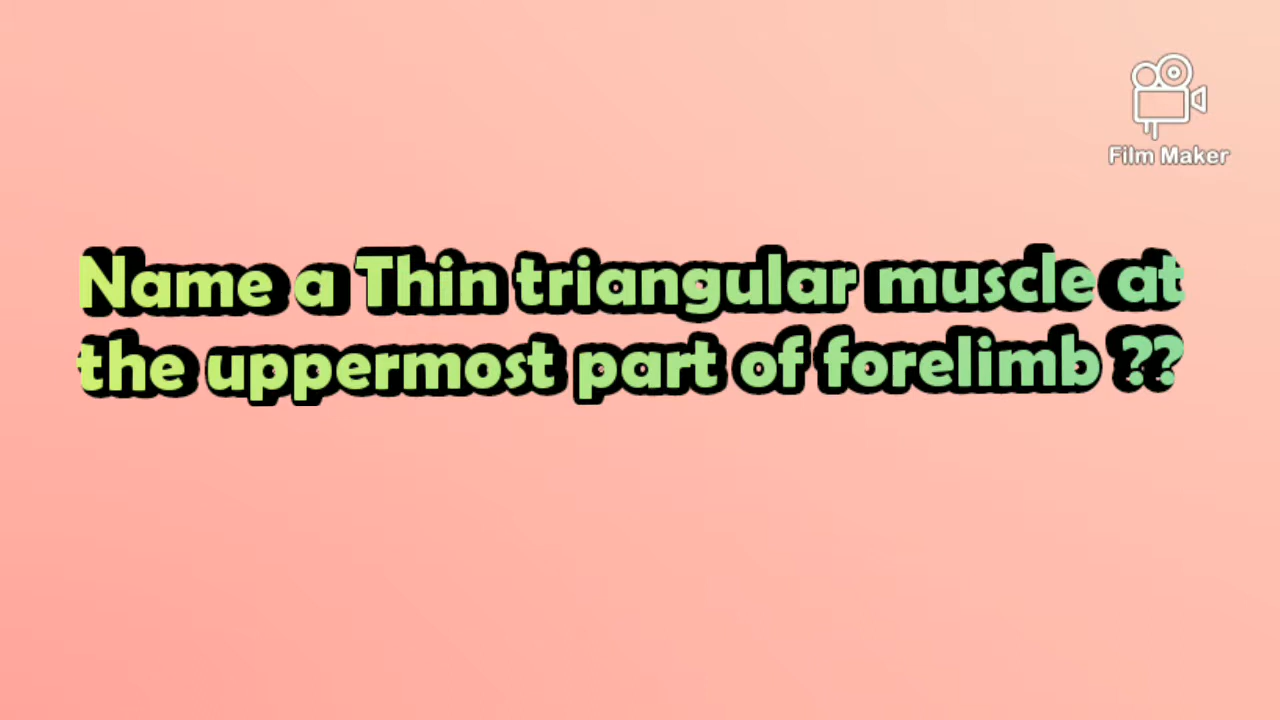 Film Maker
Name a Thin triangular muscle at
the uppermost part of forelimb ??